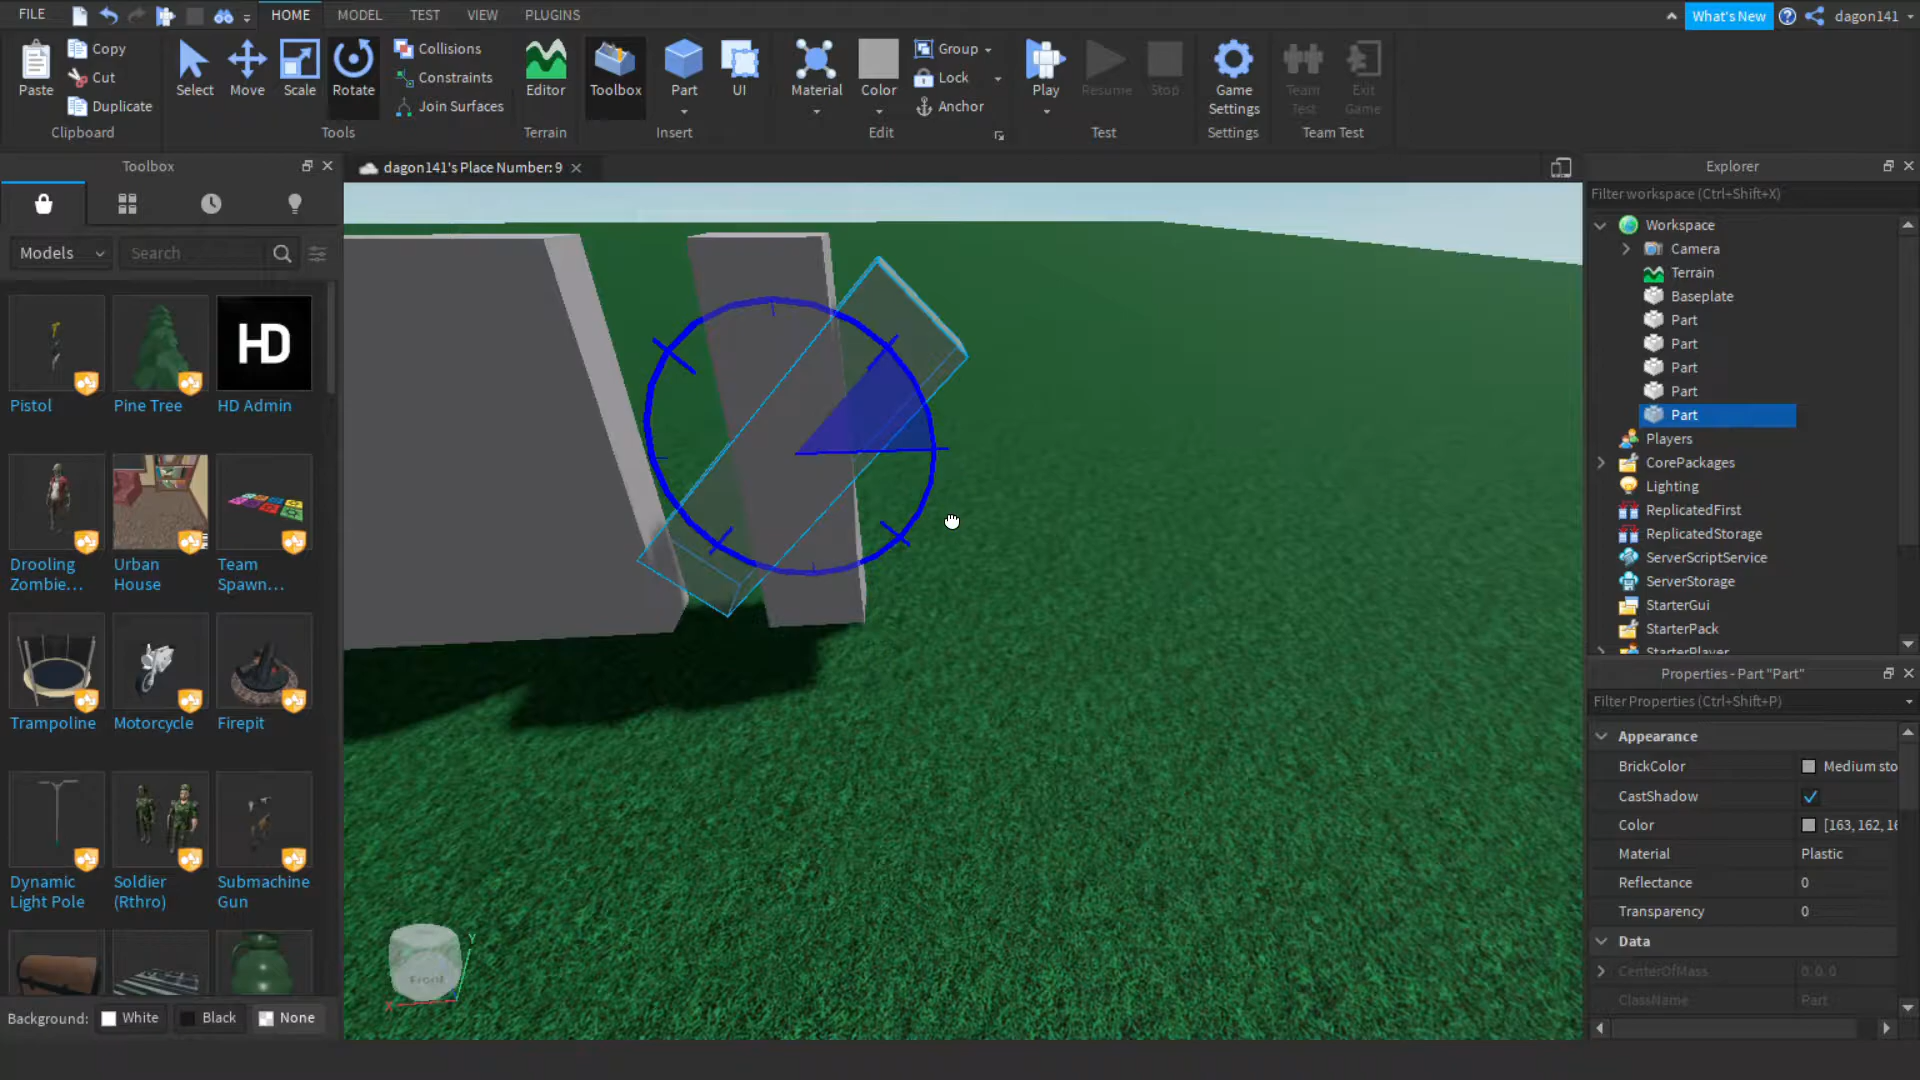 FILE HOME MODEL TEST VIEW PLUGINS What's New dagon141
Paste Copy Cut Duplicate Clipboard
Select Move Scale Rotate Collisions Constraints Join Surfaces Tools
Editor Terrain
Toolbox Part UI Insert
Material Color Group Lock Anchor Edit
Play Resume Stop Test
Game Settings Settings
Team Test Exit Game Team Test
Toolbox
Models Search
Pistol Pine Tree HD Admin
HD
Drooling Zombie... Urban House Team Spawn...
Trampoline Motorcycle Firepit
Dynamic Light Pole Soldier (Rthro) Submachine Gun
Background: White Black None
dagon141's Place Number: 9
Front
Y
X
Explorer
Filter workspace (Ctrl+Shift+X)
Workspace
Camera
Terrain
Baseplate
Part
Part
Part
Part
Part
Players
CorePackages
Lighting
ReplicatedFirst
ReplicatedStorage
ServerScriptService
ServerStorage
StarterGui
StarterPack
StarterPlayer
Properties - Part "Part"
Filter Properties (Ctrl+Shift+P)
Appearance
BrickColor Medium sto
CastShadow
Color [163, 162, 16
Material Plastic
Reflectance 0
Transparency 0
Data
CenterOfMass 0, 0, 0
ClassName Part